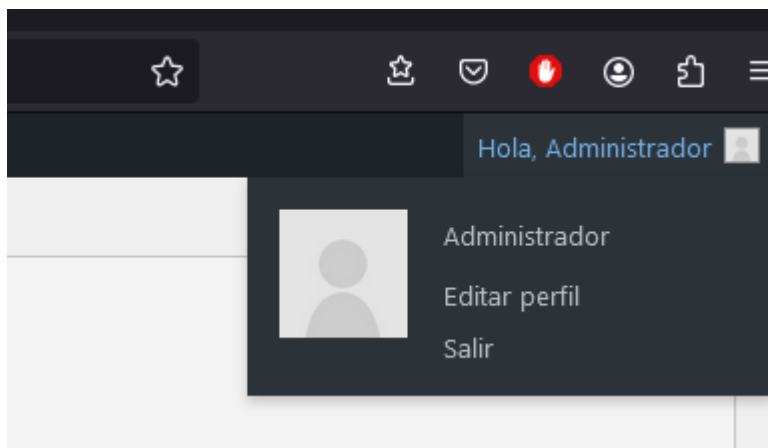 Hola, Administrador
Administrador
Editar perfil
Salir